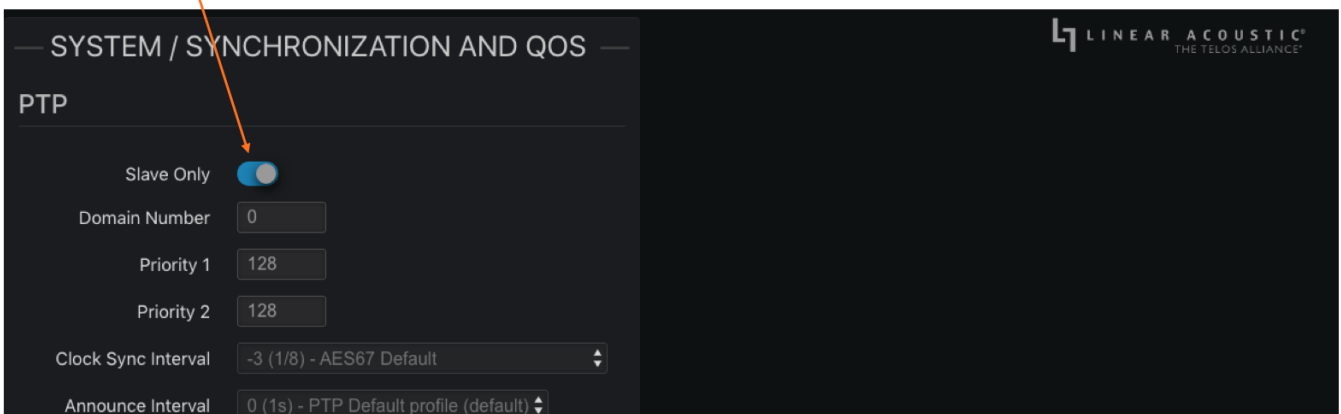 SYSTEM / SYNCHRONIZATION AND QOS
LINEAR ACOUSTIC®
THE TELOS ALLIANCE®
PTP
Slave Only
Domain Number 0
Priority 1 128
Priority 2 128
Clock Sync Interval -3 (1/8) - AES67 Default
Announce Interval 0 (1s) - PTP Default profile (default)